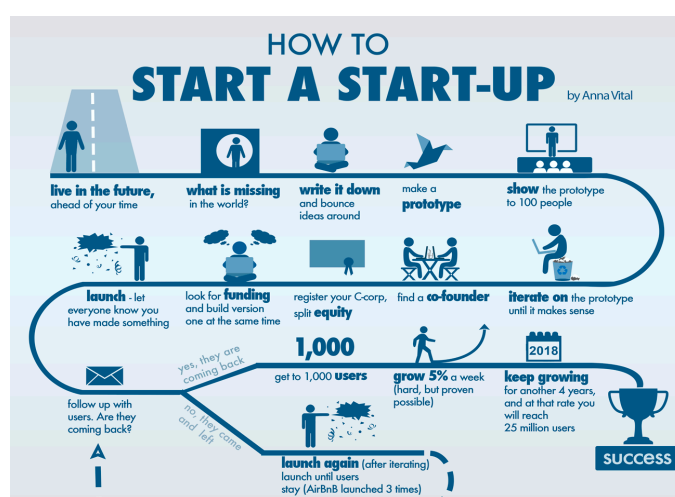 HOW TO
START A START-UP
by Anna Vital
live in the future,
ahead of your time
what is missing
in the world?
write it down
and bounce
ideas around
make a
prototype
show the prototype
to 100 people
launch - let
everyone know you
have made something
look for funding
and build version
one at the same time
register your C-corp,
split equity
find a co-founder
iterate on the prototype
until it makes sense
follow up with
users. Are they
coming back?
yes, they are
coming back
no, they came
and left
1,000
get to 1,000 users
grow 5% a week
(hard, but proven
possible)
2018
keep growing
for another 4 years,
and at that rate you
will reach
25 million users
success
launch again (after iterating)
launch until users
stay (AirBnB launched 3 times)